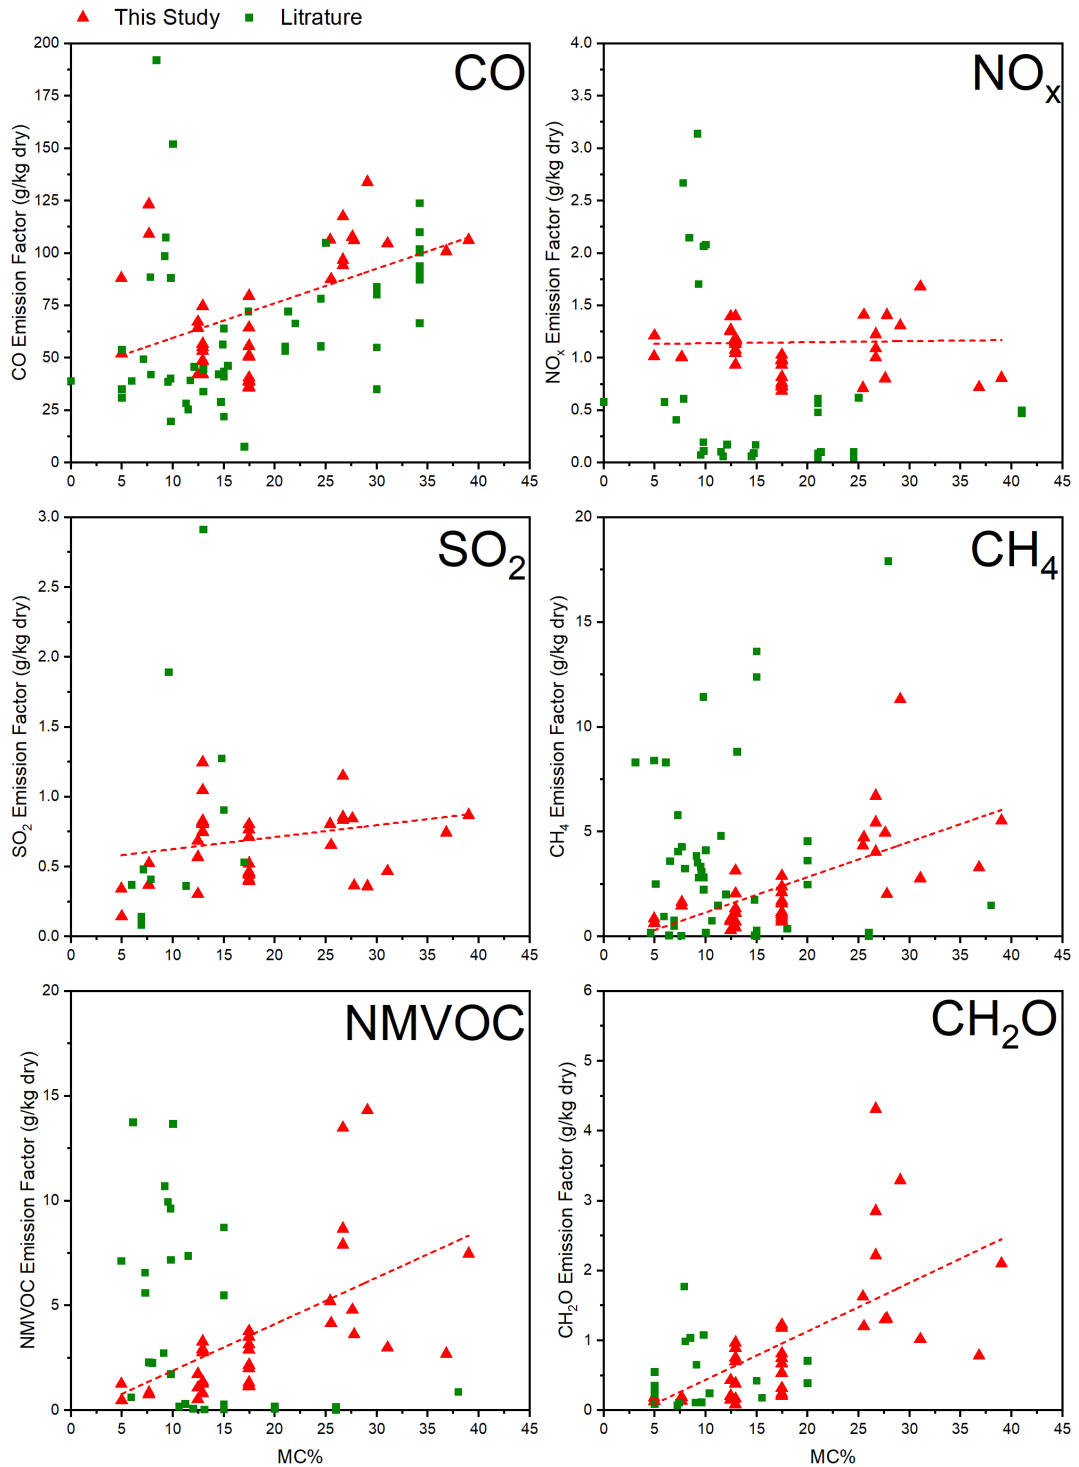 This Study Litrature
CO
CO Emission Factor (g/kg dry)
200
175
150
125
100
75
50
25
0
0 5 10 15 20 25 30 35 40 45
NOx
NOx Emission Factor (g/kg dry)
4.0
3.5
3.0
2.5
2.0
1.5
1.0
0.5
0.0
0 5 10 15 20 25 30 35 40 45
SO2
SO2 Emission Factor (g/kg dry)
3.0
2.5
2.0
1.5
1.0
0.5
0.0
0 5 10 15 20 25 30 35 40 45
CH4
CH4 Emission Factor (g/kg dry)
20
15
10
5
0
0 5 10 15 20 25 30 35 40 45
NMVOC
NMVOC Emission Factor (g/kg dry)
20
15
10
5
0
0 5 10 15 20 25 30 35 40 45
MC%
CH2O
CH2O Emission Factor (g/kg dry)
6
5
4
3
2
1
0
0 5 10 15 20 25 30 35 40 45
MC%